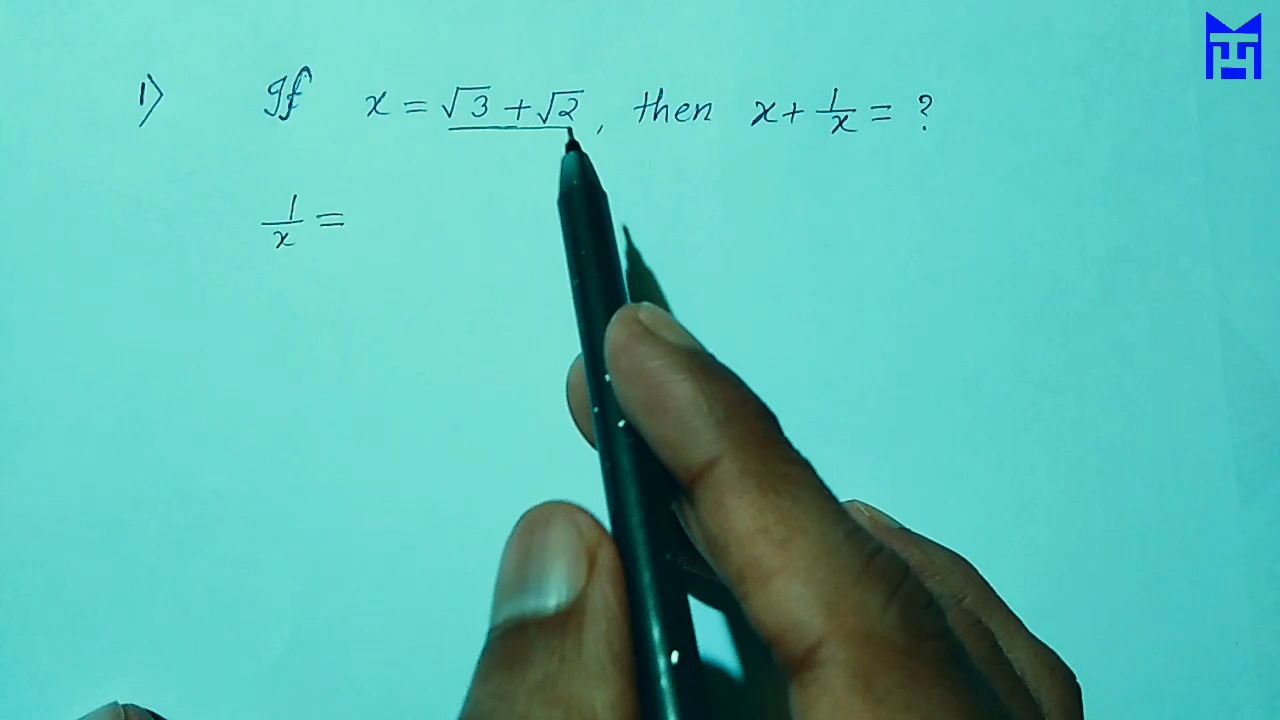 1) If x = √3 + √2, then x + 1/x = ?
1/x =